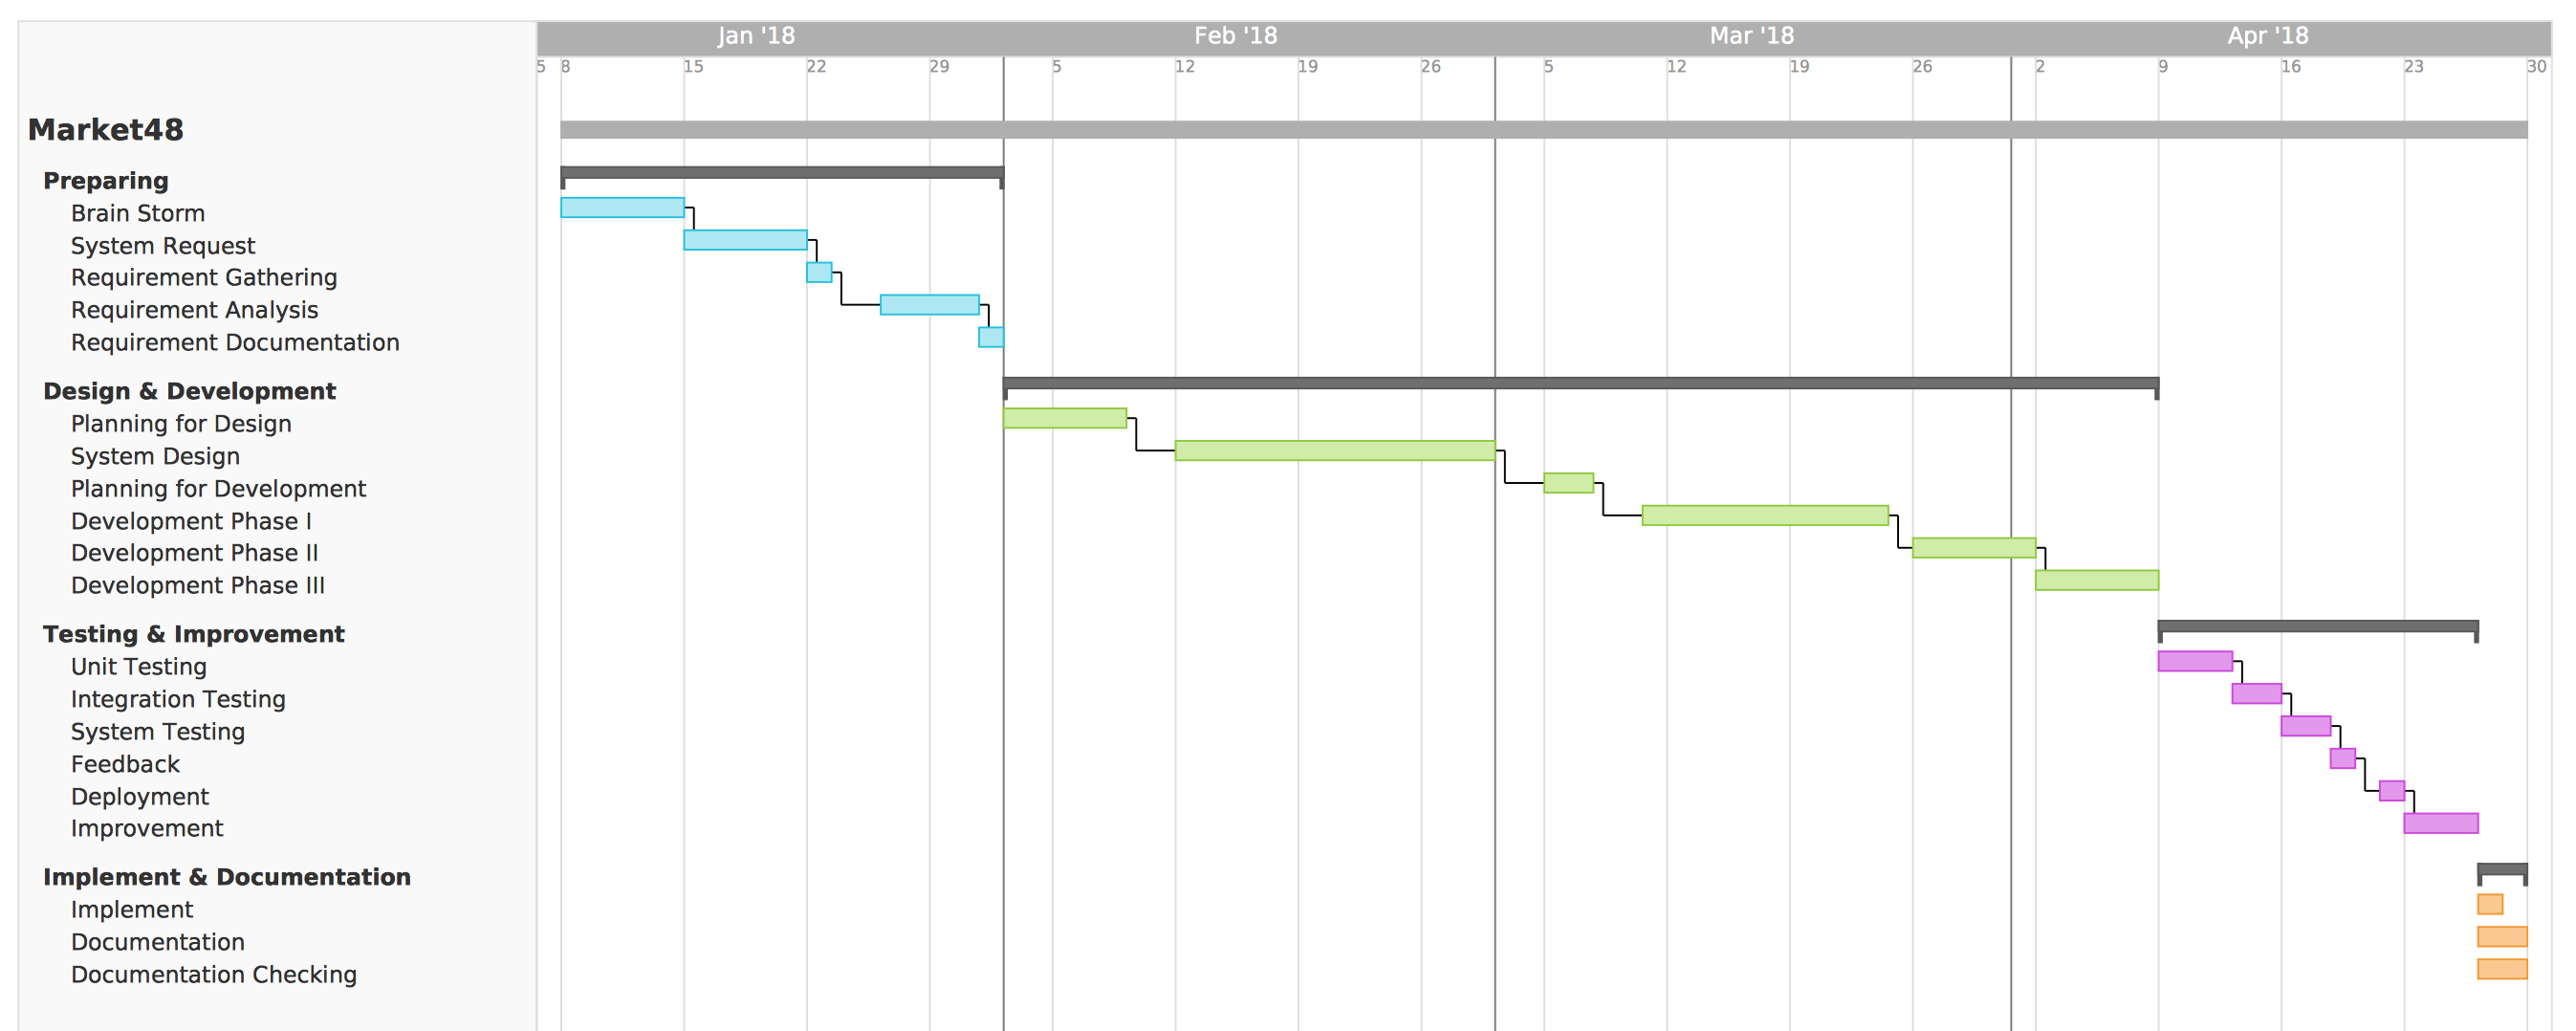 Jan '18 Feb '18 Mar '18 Apr '18
5 8 15 22 29 5 12 19 26 5 12 19 26 2 9 16 23 30
Market48
Preparing
Brain Storm
System Request
Requirement Gathering
Requirement Analysis
Requirement Documentation
Design & Development
Planning for Design
System Design
Planning for Development
Development Phase I
Development Phase II
Development Phase III
Testing & Improvement
Unit Testing
Integration Testing
System Testing
Feedback
Deployment
Improvement
Implement & Documentation
Implement
Documentation
Documentation Checking